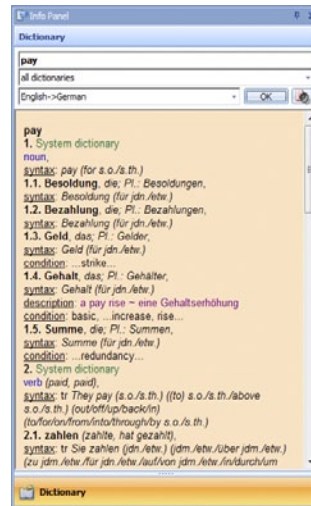 Info Panel
Dictionary
pay
all dictionaries
English->German
OK
pay
1. System dictionary
noun,
syntax: pay (for s.o./s.th.)
1.1. Besoldung, die; Pl.: Besoldungen,
syntax: Besoldung (für jdn./etw.)
1.2. Bezahlung, die; Pl.: Bezahlungen,
syntax: Bezahlung (für jdn./etw.)
1.3. Geld, das; Pl.: Gelder,
syntax: Geld (für jdn./etw.)
condition: ...strike...
1.4. Gehalt, das; Pl.: Gehälter,
syntax: Gehalt (für jdn./etw.)
description: a pay rise ~ eine Gehaltserhöhung
condition: basic, ...increase, rise...
1.5. Summe, die; Pl.: Summen,
syntax: Summe (für jdn./etw.)
condition: ...redundancy...
2. System dictionary
verb (paid, paid),
syntax: tr They pay (s.o./s.th.) ((to) s.o./s.th./above
s.o./s.th.) (out/off/up/back/in)
(to/for/on/from/into/through/by s.o./s.th.)
2.1. zahlen (zahlte, hat gezahlt),
syntax: tr Sie zahlen (jdn./etw.) (jdm./etw./über jdm./etw.)
(zu jdm./etw./für jdn./etw./auf/von jdm./etw./in/durch/um
Dictionary